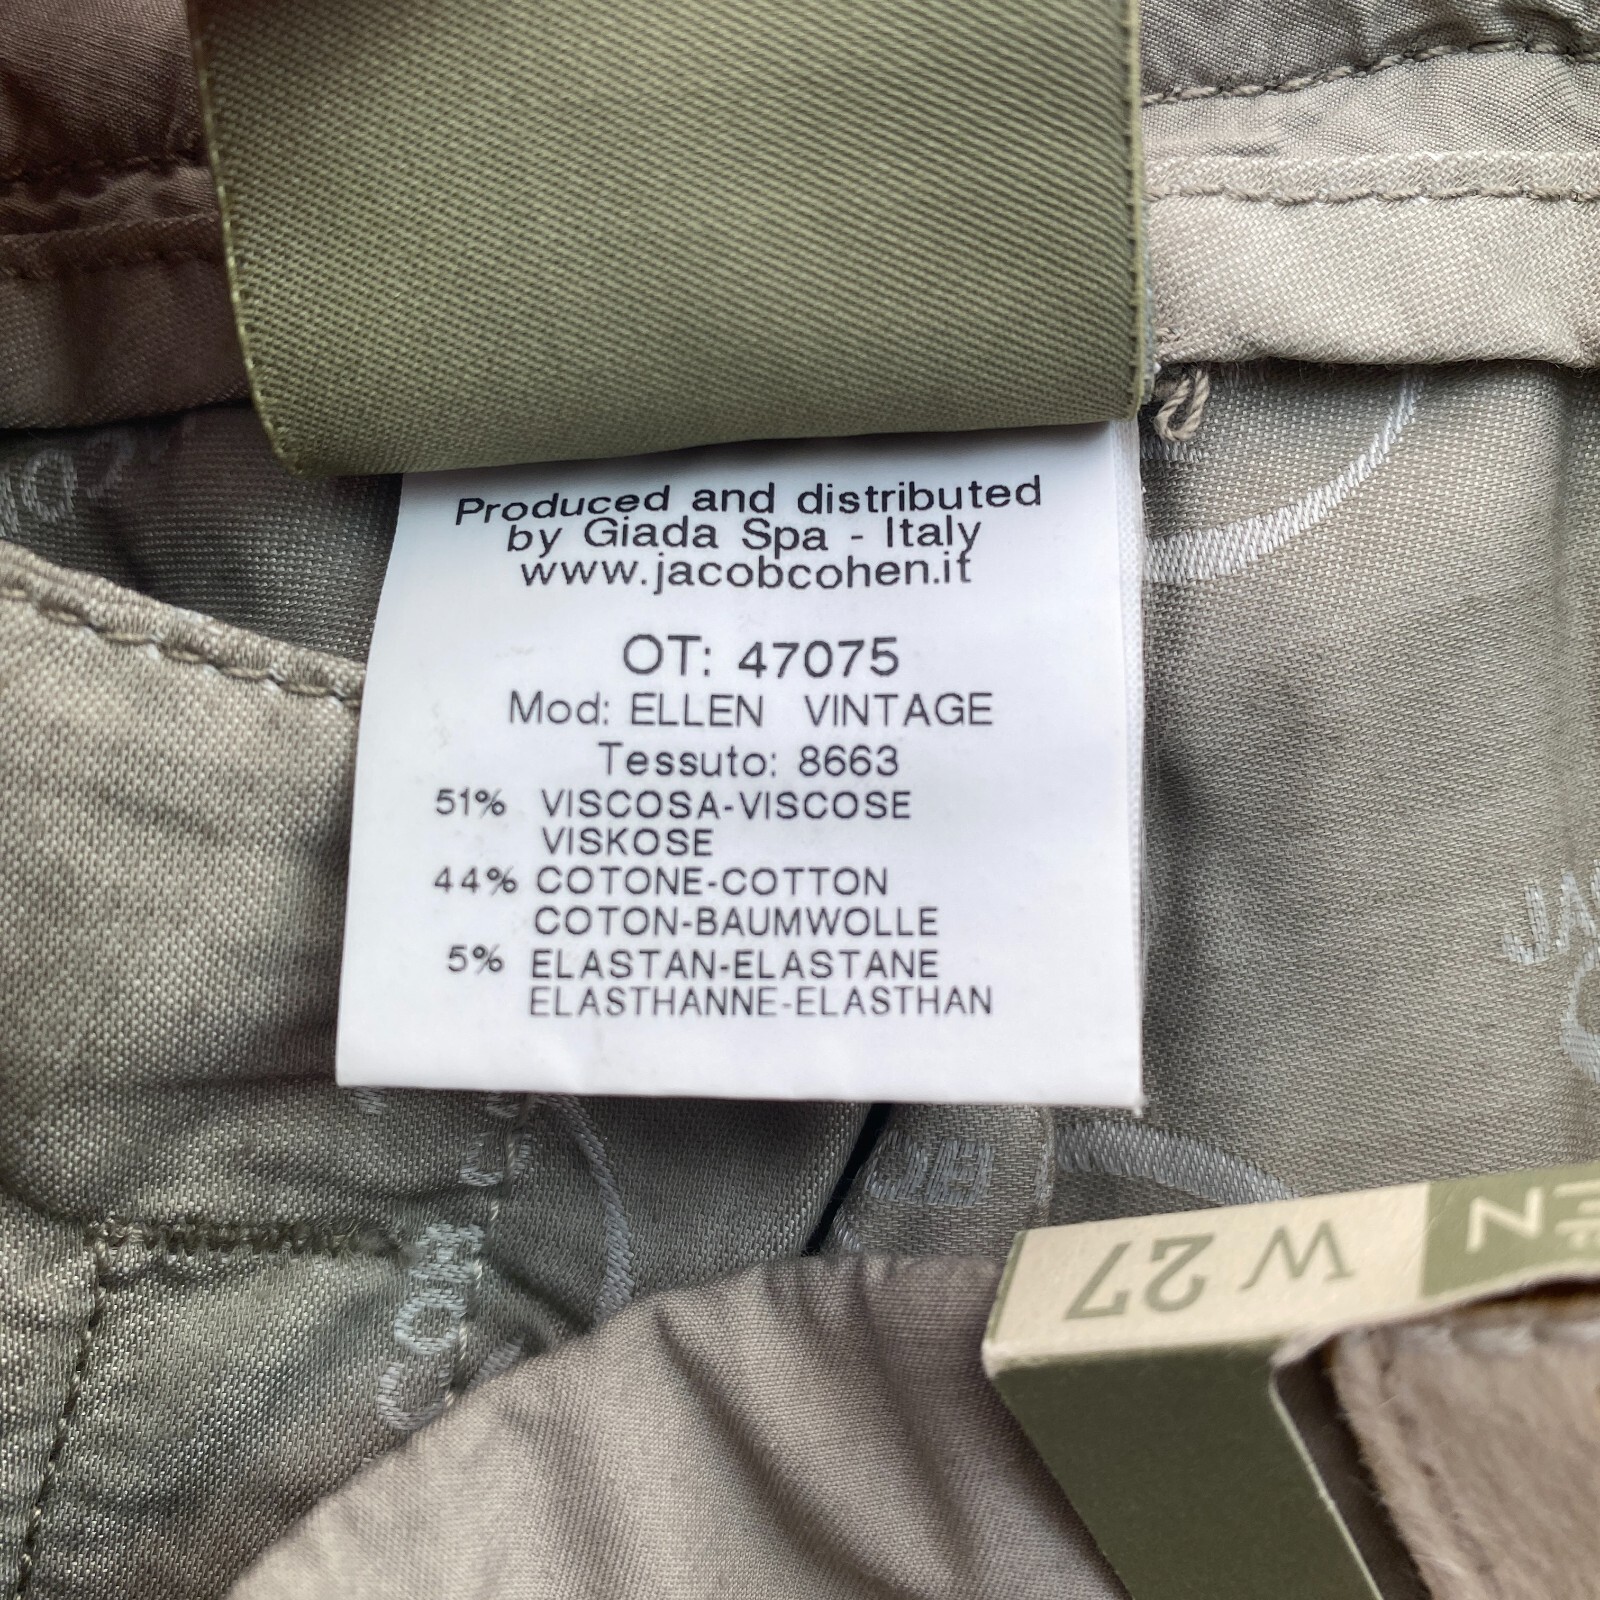 Produced and distributed
by Giada Spa - Italy
www.jacobcohen.it
OT: 47075
Mod: ELLEN VINTAGE
Tessuto: 8663
51% VISCOSA-VISCOSE
VISKOSE
44% COTONE-COTTON
COTON-BAUMWOLLE
5% ELASTAN-ELASTANE
ELASTHANNE-ELASTHAN
W 27